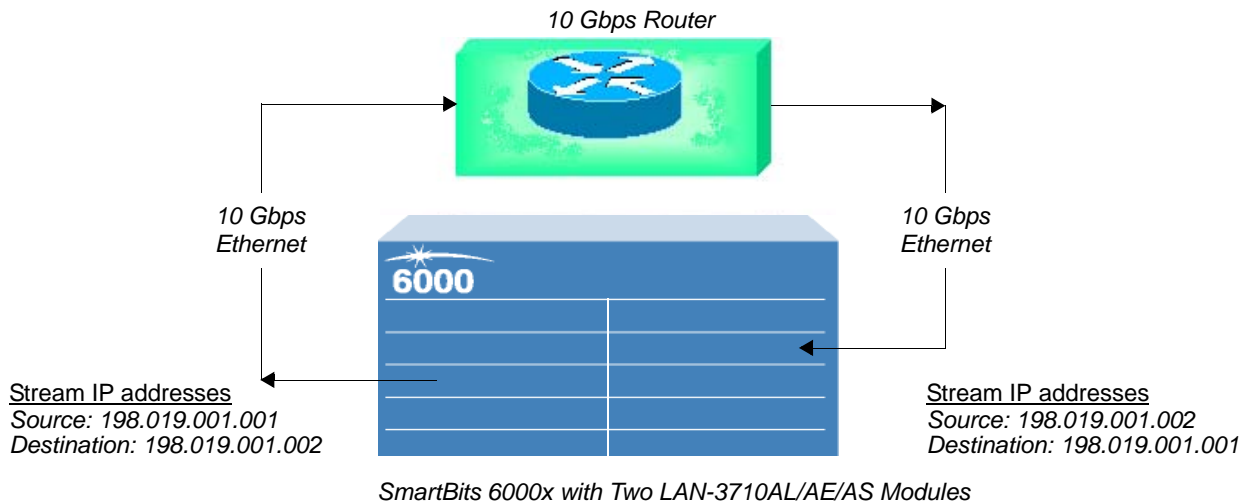 10 Gbps Router
10 Gbps
Ethernet
10 Gbps
Ethernet
6000
Stream IP addresses
Source: 198.019.001.001
Destination: 198.019.001.002
Stream IP addresses
Source: 198.019.001.002
Destination: 198.019.001.001
SmartBits 6000x with Two LAN-3710AL/AE/AS Modules